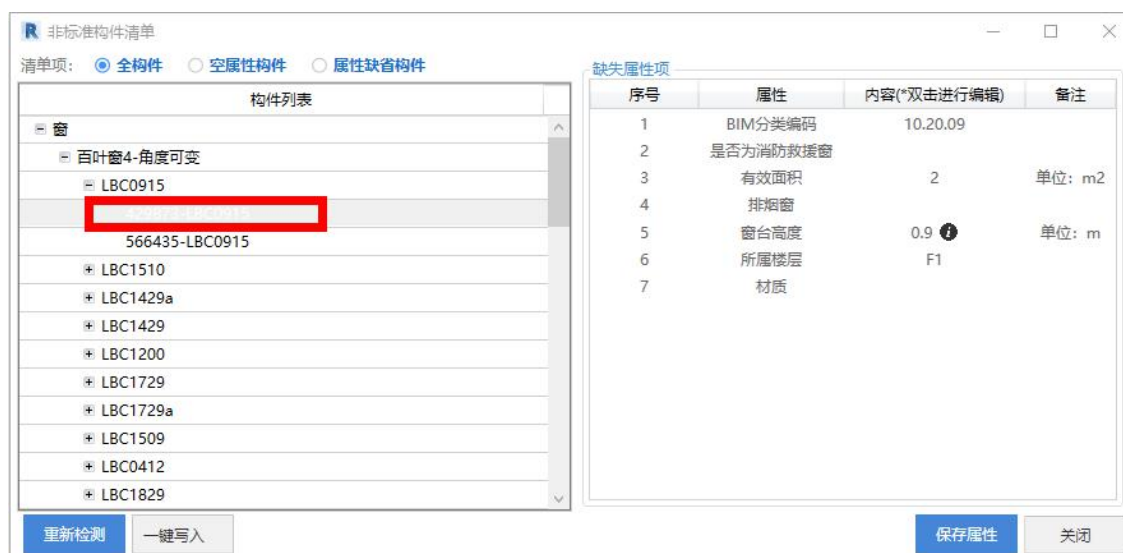 非标准构件清单
清单项： 全构件 空属性构件 属性缺省构件
构件列表
窗
百叶窗4-角度可变
LBC0915
429873-LBC0915
566435-LBC0915
LBC1510
LBC1429a
LBC1429
LBC1200
LBC1729
LBC1729a
LBC1509
LBC0412
LBC1829
重新检测 一键写入
缺失属性项
序号 属性 内容(*双击进行编辑) 备注
1 BIM分类编码 10.20.09
2 是否为消防救援窗
3 有效面积 2 单位：m2
4 排烟窗
5 窗台高度 0.9 单位：m
6 所属楼层 F1
7 材质
保存属性 关闭